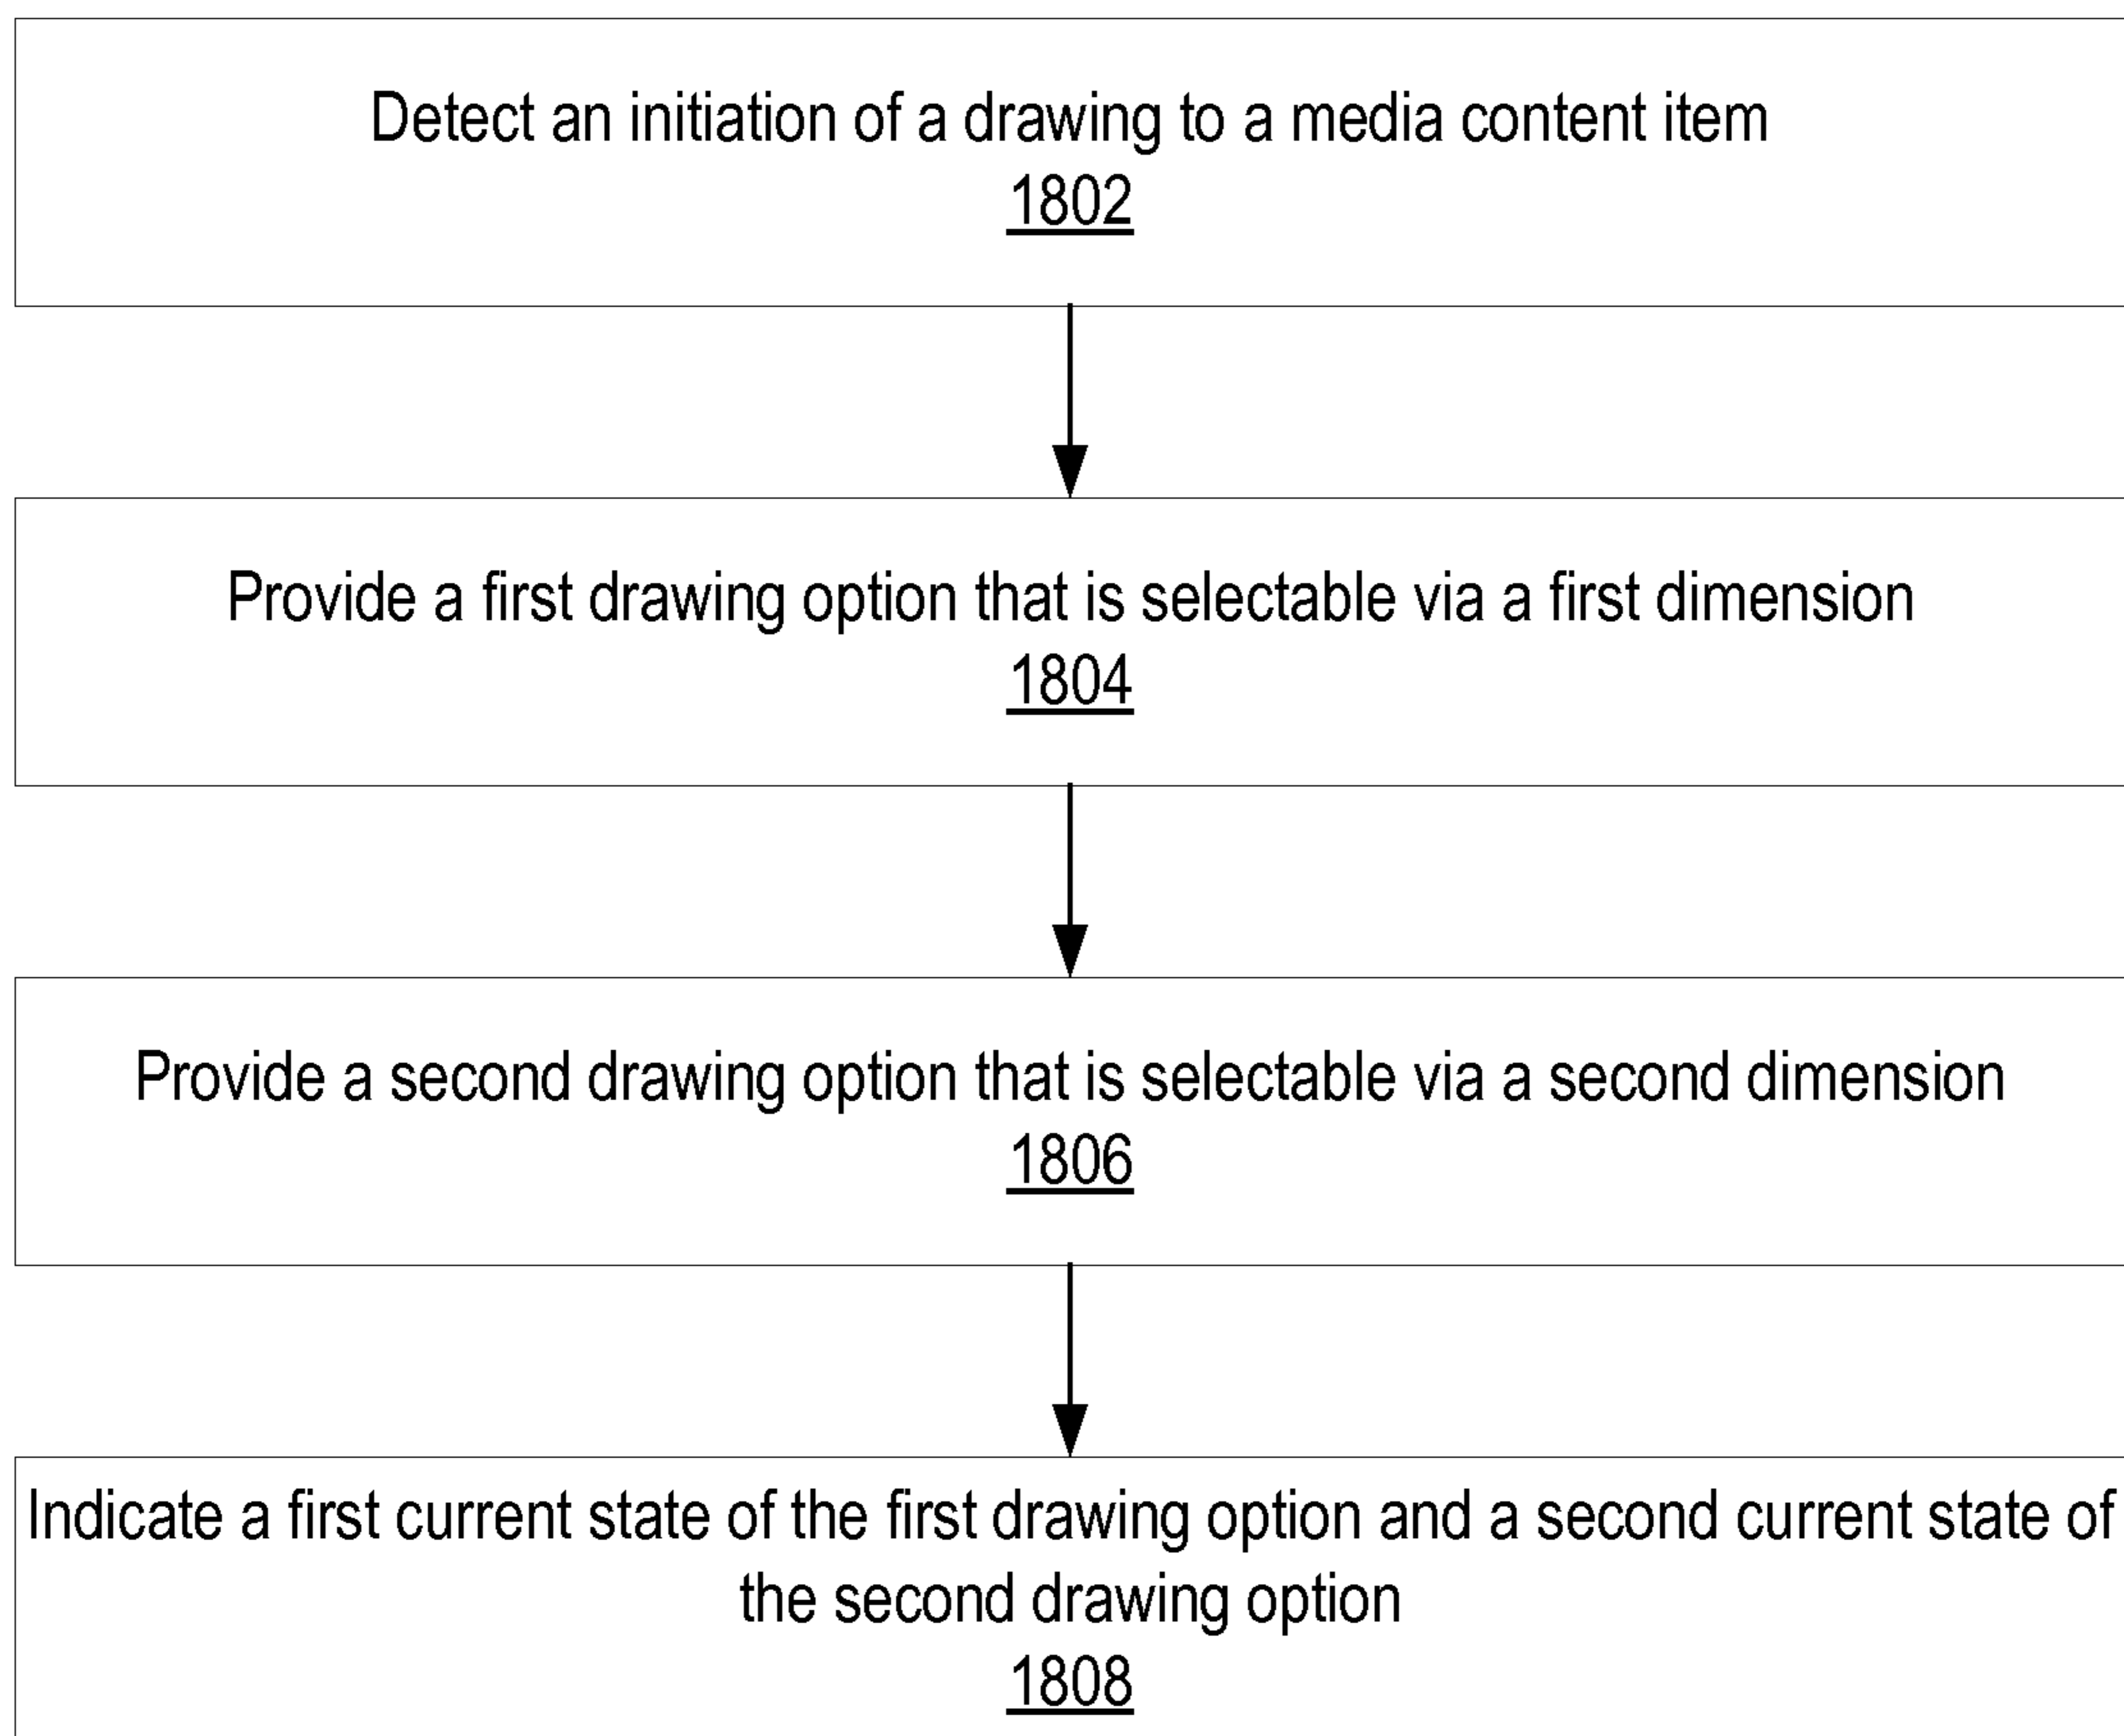 Detect an initiation of a drawing to a media content item
1802
Provide a first drawing option that is selectable via a first dimension
1804
Provide a second drawing option that is selectable via a second dimension
1806
Indicate a first current state of the first drawing option and a second current state of
the second drawing option
1808